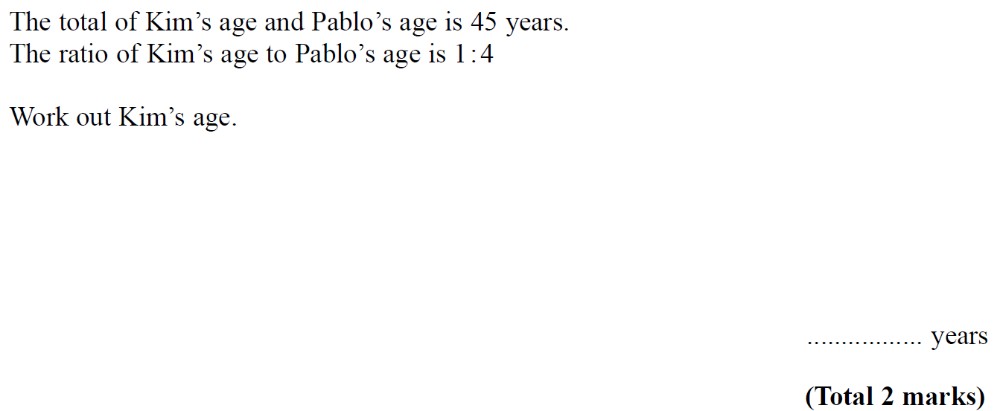 The total of Kim’s age and Pablo’s age is 45 years.
The ratio of Kim’s age to Pablo’s age is 1:4
Work out Kim’s age.
................ years
(Total 2 marks)